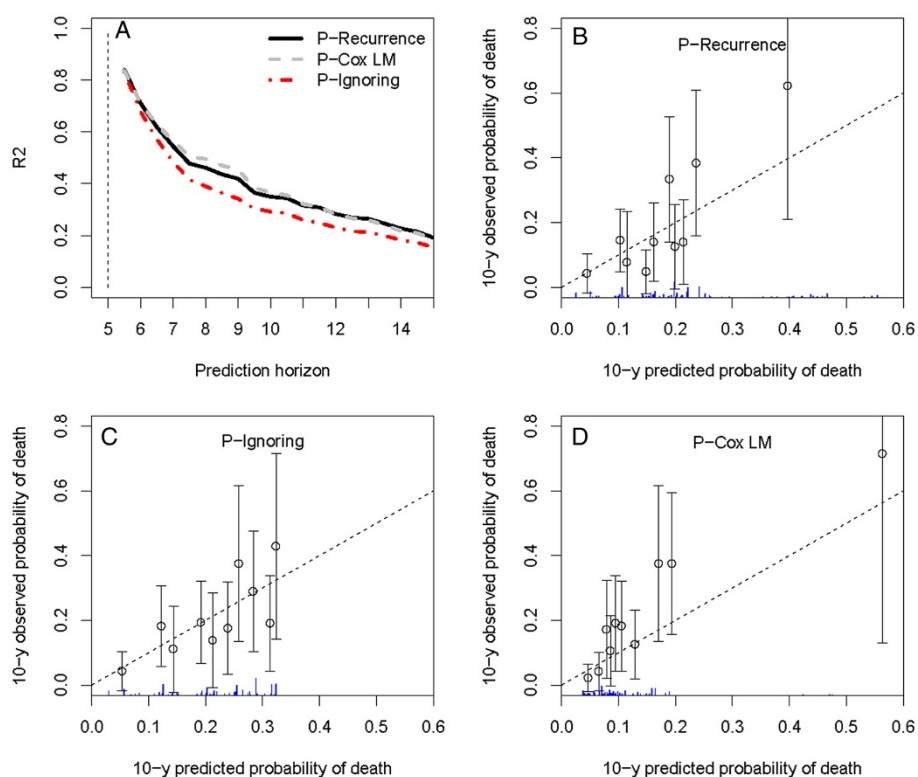 A
P-Recurrence
P-Cox LM
P-Ignoring
R2
1.0
0.8
0.6
0.4
0.2
0.0
5 6 7 8 9 10 12 14
Prediction horizon
B
P-Recurrence
10-y observed probability of death
0.8
0.6
0.4
0.2
0.0
0.0 0.1 0.2 0.3 0.4 0.5 0.6
10-y predicted probability of death
C
P-Ignoring
10-y observed probability of death
0.8
0.6
0.4
0.2
0.0
0.0 0.1 0.2 0.3 0.4 0.5 0.6
10-y predicted probability of death
D
P-Cox LM
10-y observed probability of death
0.8
0.6
0.4
0.2
0.0
0.0 0.1 0.2 0.3 0.4 0.5 0.6
10-y predicted probability of death